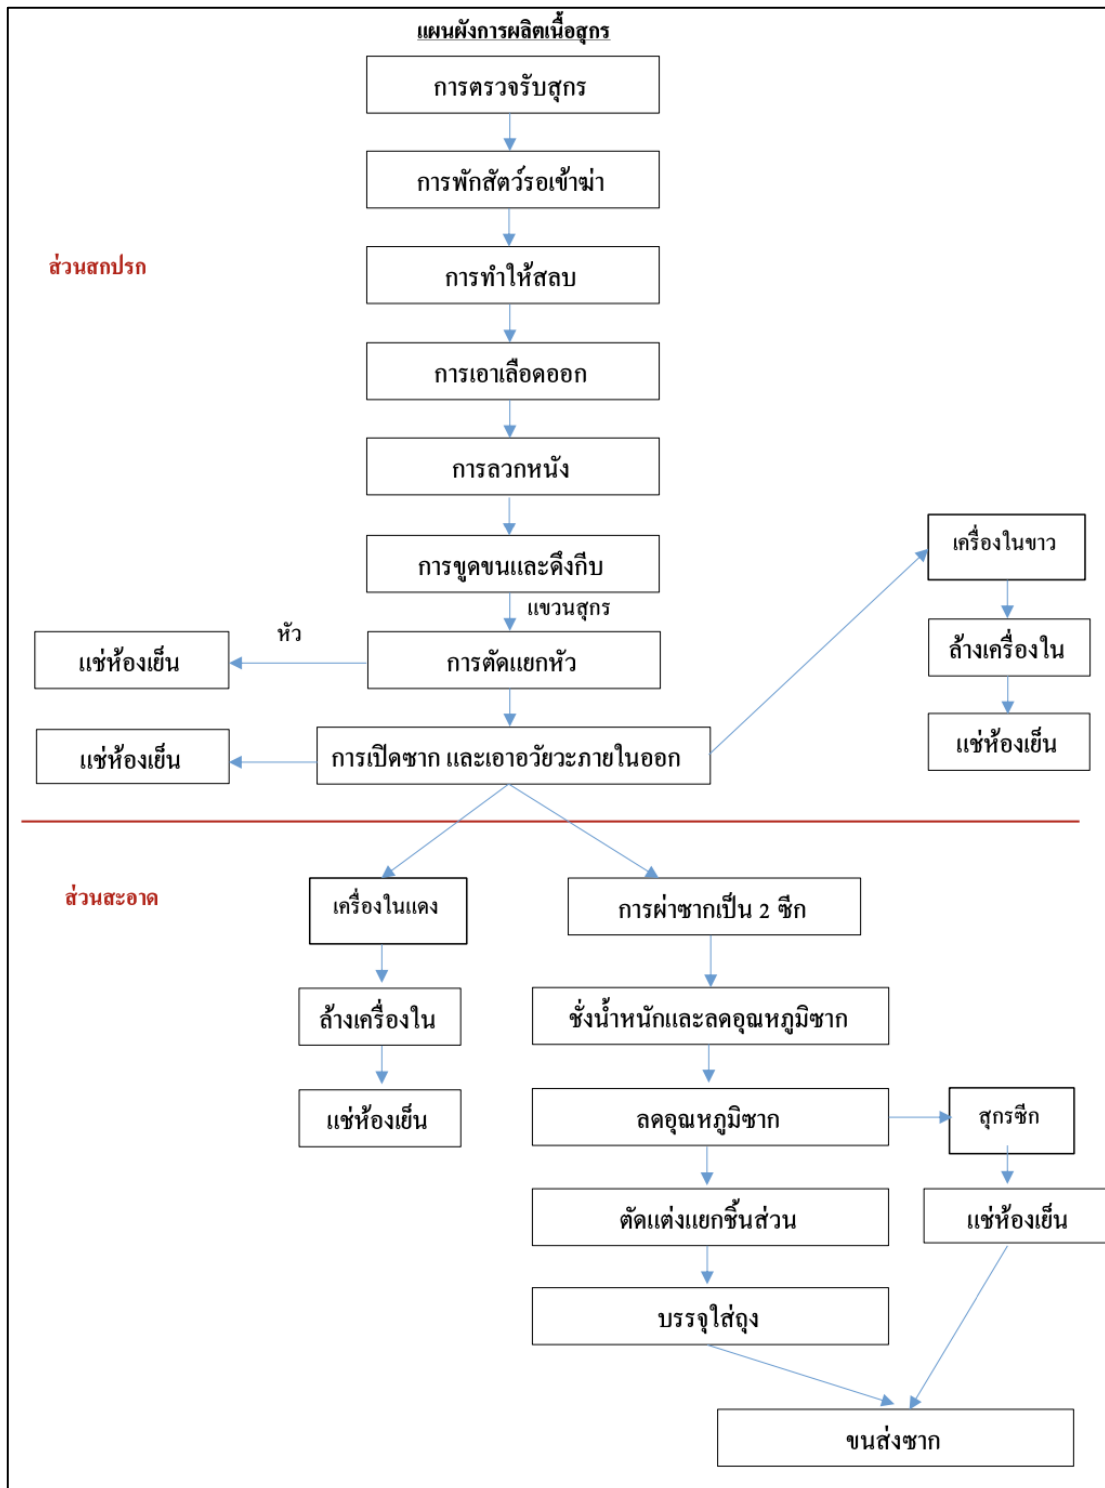 แผนผังการผลิตเนื้อสุกร
การตรวจรับสุกร
การพักสัตว์รอเข้าฆ่า
ส่วนสกปรก
การทำให้สลบ
การเอาเลือดออก
การลวกหนัง
เครื่องในขาว
การขูดขนและดึงกีบ
แขวนสุกร
หัว
ล้างเครื่องใน
แช่ห้องเย็น
การตัดแยกหัว
แช่ห้องเย็น
แช่ห้องเย็น
การเปิดซาก และเอาอวัยวะภายในออก
ส่วนสะอาด
เครื่องในแดง
การผ่าซากเป็น 2 ซีก
ล้างเครื่องใน
ชั่งน้ำหนักและลดอุณหภูมิซาก
แช่ห้องเย็น
ลดอุณหภูมิซาก
สุกรซีก
ตัดแต่งแยกชิ้นส่วน
แช่ห้องเย็น
บรรจุใส่ถุง
ขนส่งซาก